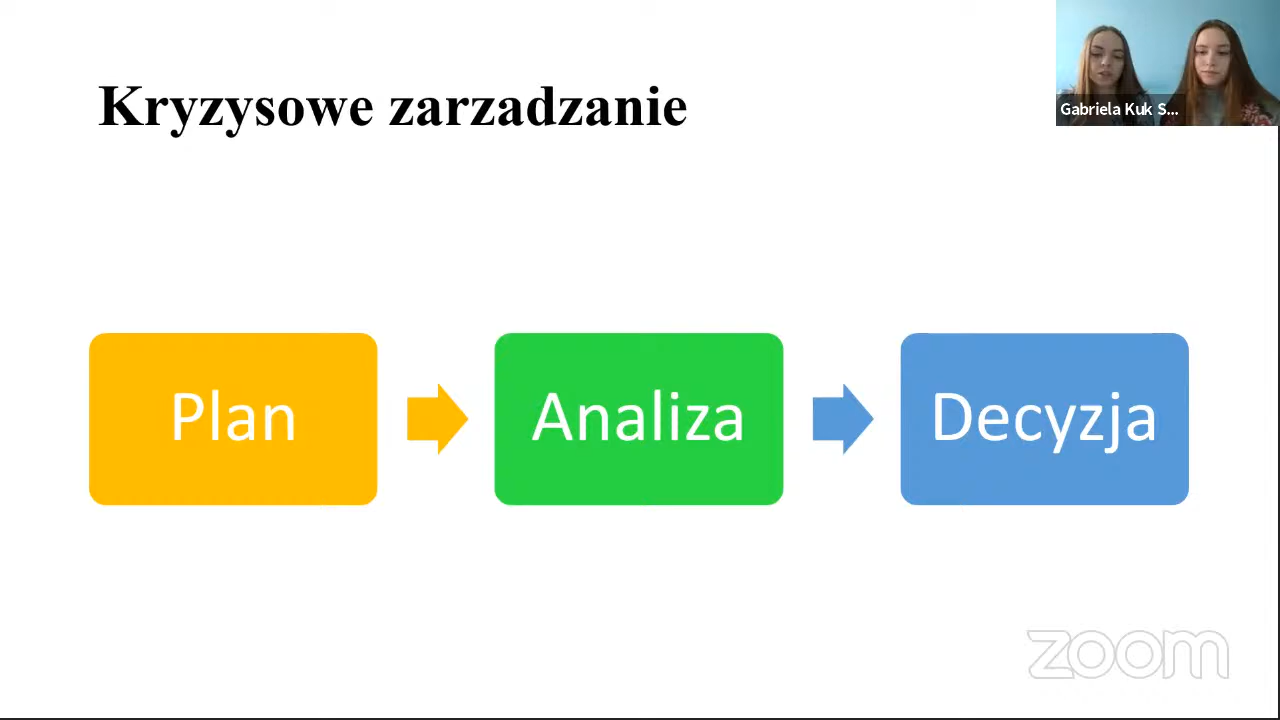 Kryzysowe zarzadzanie
Gabriela Kuk S...
Plan
Analiza
Decyzja
zoom